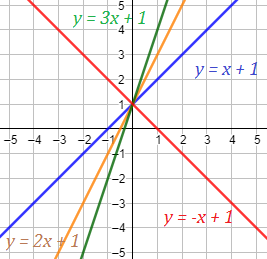 5
y = 3x + 1
4
3
y = x + 1
2
1
−5 −4 −3 −2 −1 1 2 3 4 5
−1
−2
−3
y = -x + 1
−4
y = 2x + 1
−5